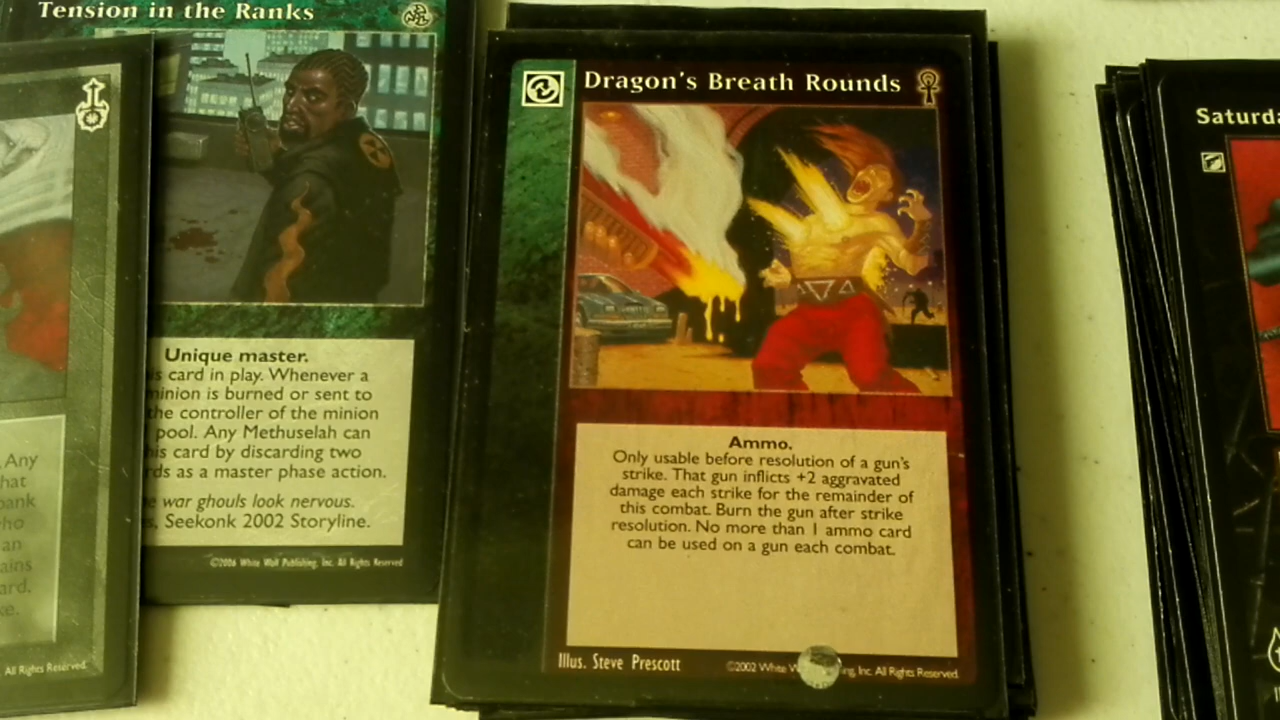 Tension in the Ranks
Unique master.
s card in play. Whenever a
minion is burned or sent to
the controller of the minion
pool. Any Methuselah can
his card by discarding two
rds as a master phase action.
war ghouls look nervous.
Seekonk 2002 Storyline.
©2006 White Wolf Publishing, Inc. All Rights Reserved
Any
hat
an
ains
ard.
All Rights Reserved.
Dragon's Breath Rounds
Ammo.
Only usable before resolution of a gun's
strike. That gun inflicts +2 aggravated
damage each strike for the remainder of
this combat. Burn the gun after strike
resolution. No more than 1 ammo card
can be used on a gun each combat.
Illus. Steve Prescott
©2002 White W ing, Inc. All Rights Reserved.
Saturda